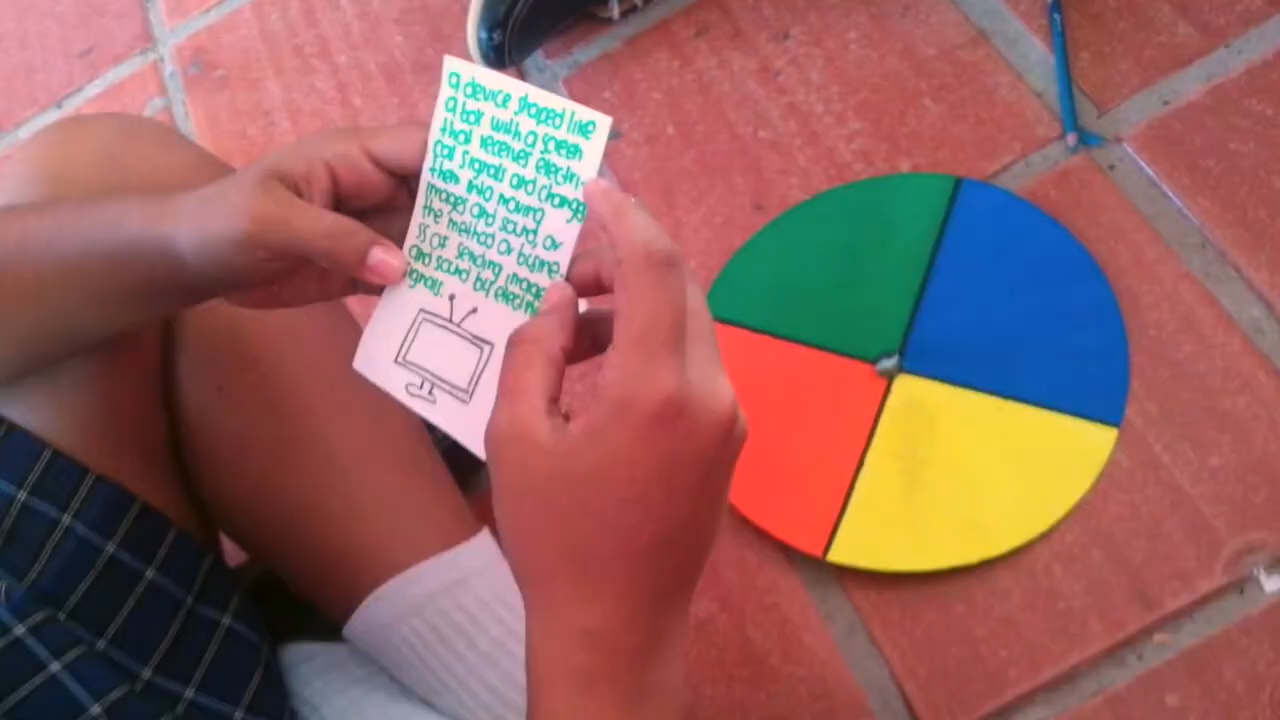 a device shaped like
a box with a screen
that receives electri-
cal signals and changes
them into moving
images and sound, or
the method or busine
ss of sending images
and sound by electri
signals.